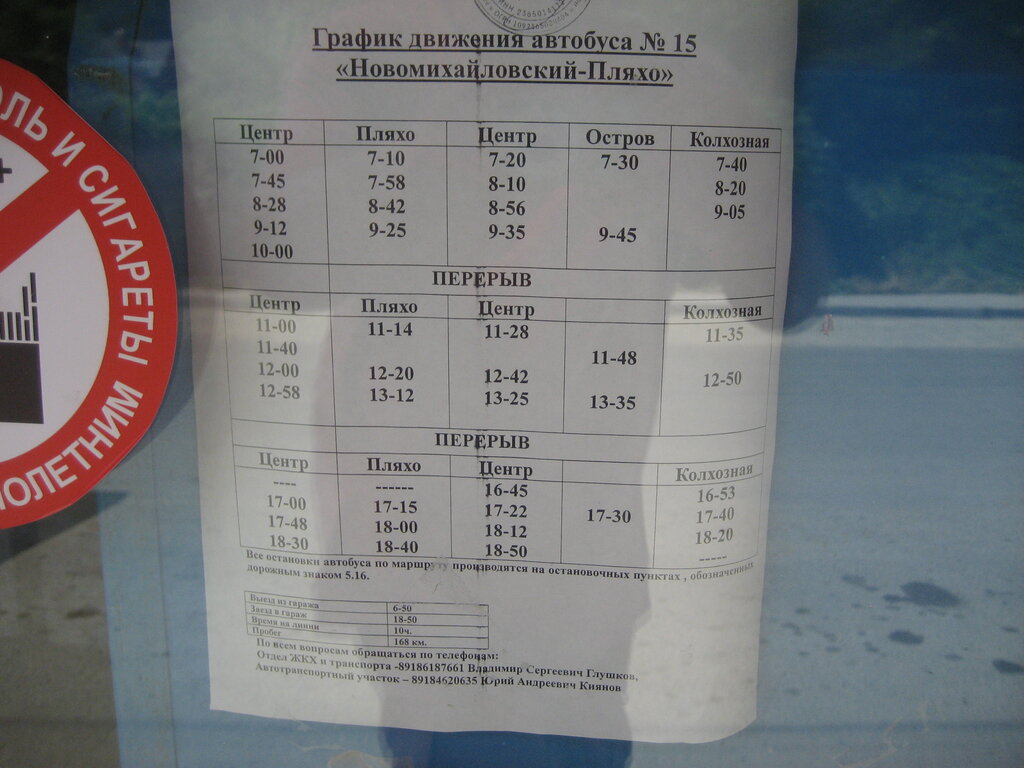 График движения автобуса № 15
«Новомихайловский-Пляхо»
Центр Пляхо Центр Остров Колхозная
7-00 7-10 7-20 7-30 7-40
7-45 7-58 8-10 8-20
8-28 8-42 8-56 9-05
9-12 9-25 9-35 9-45
10-00
ПЕРЕРЫВ
Центр Пляхо Центр Колхозная
11-00 11-14 11-28 11-35
11-40 11-48
12-00 12-20 12-42 12-50
12-58 13-12 13-25 13-35
ПЕРЕРЫВ
Центр Пляхо Центр Колхозная
---- ------ 16-45 16-53
17-00 17-15 17-22 17-30 17-40
17-48 18-00 18-12 18-20
18-30 18-40 18-50 -----
Все остановки автобуса по маршруту производятся на остановочных пунктах , обозначенных
дорожным знаком 5.16.
Выезд из гаража 6-50
Заезд в гараж 18-50
Время на линии 10ч.
Пробег 168 км.
По всем вопросам обращаться по телефонам:
Отдел ЖКХ и транспорта -89186187661 Владимир Сергеевич Глушков,
Автотранспортный участок – 89184620635 Юрий Андреевич Киянов
ОЛЬ И СИГАРЕТЫ
ОЛЕТНИМ